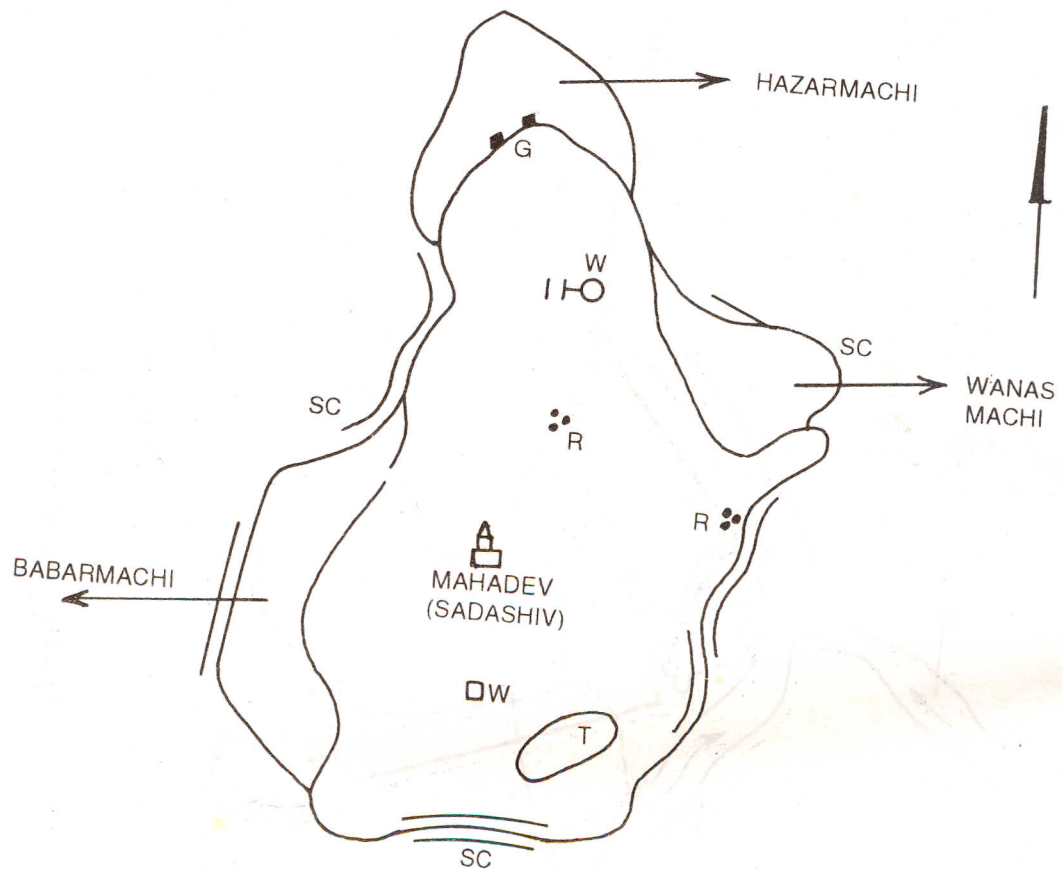 HAZARMACHI
G
W
SC
WANAS
MACHI
SC
R
R
BABARMACHI
MAHADEV
(SADASHIV)
W
T
SC